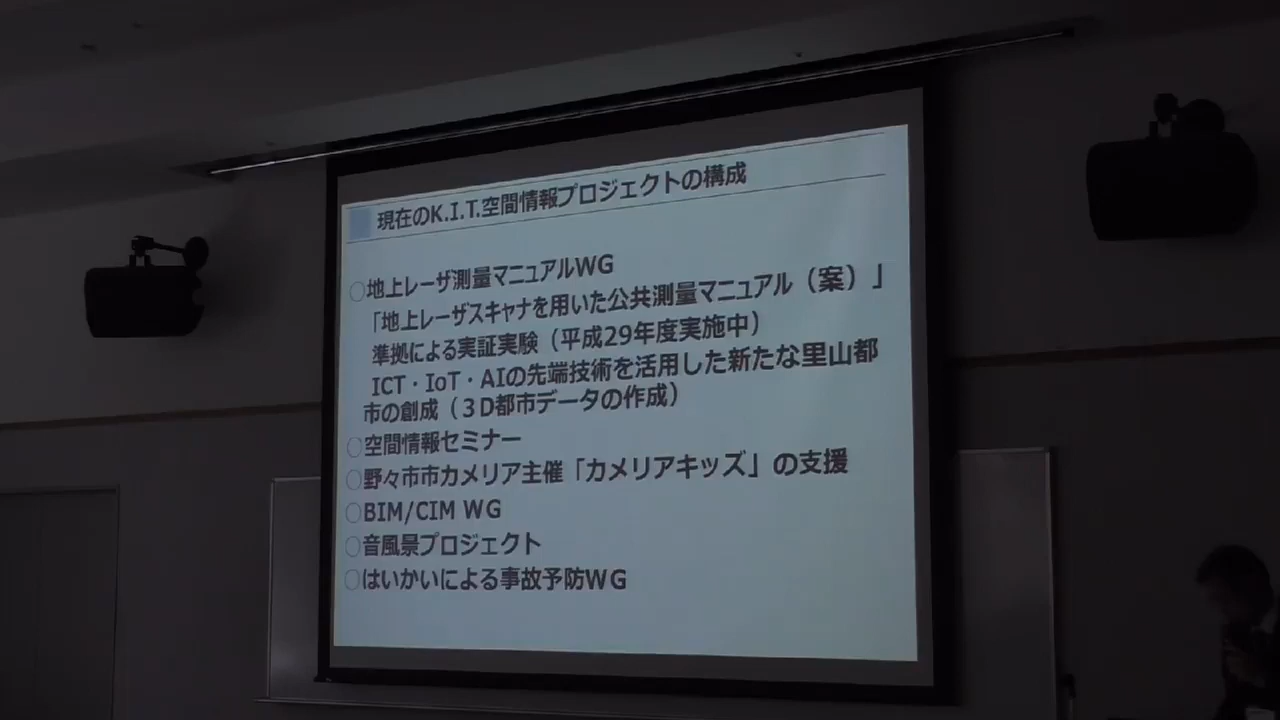 現在のK.I.T.空間情報プロジェクトの構成
○地上レーザ測量マニュアルWG
「地上レーザスキャナを用いた公共測量マニュアル（案）」
準拠による実証実験（平成29年度実施中）
ICT・IoT・AIの先端技術を活用した新たな里山都
市の創成（３D都市データの作成）
○空間情報セミナー
○野々市市カメリア主催「カメリアキッズ」の支援
○BIM/CIM WG
○音風景プロジェクト
○はいかいによる事故予防WG